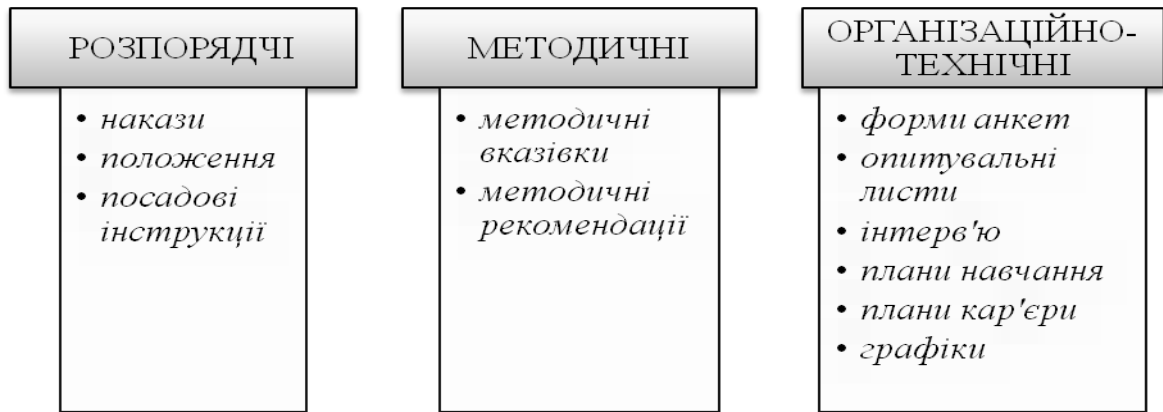 РОЗПОРЯДЧІ
• накази
• положення
• посадові
інструкції
МЕТОДИЧНІ
• методичні
вказівки
• методичні
рекомендації
ОРГАНІЗАЦІЙНО-
ТЕХНІЧНІ
• форми анкет
• опитувальні
листи
• інтерв'ю
• плани навчання
• плани кар'єри
• графіки